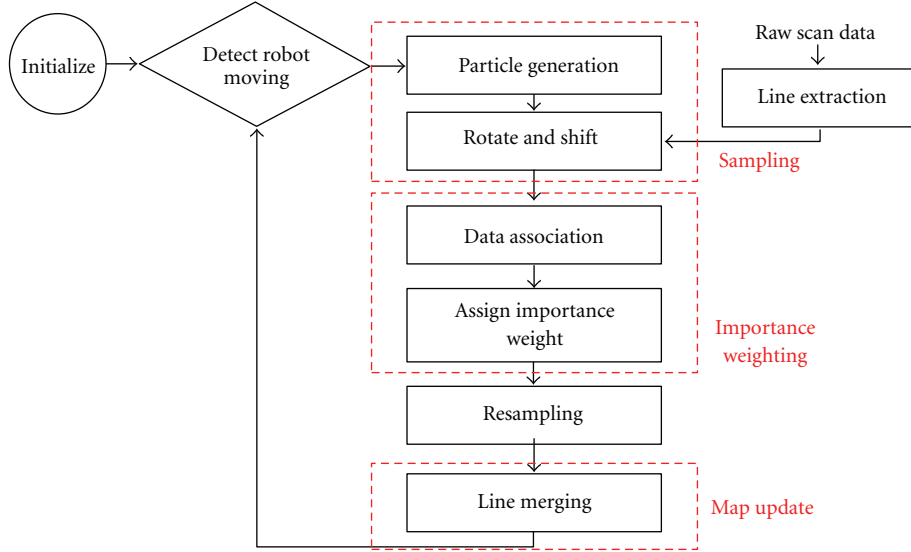 Initialize
Detect robot
moving
Particle generation
Raw scan data
Line extraction
Rotate and shift
Sampling
Data association
Assign importance
weight
Importance
weighting
Resampling
Line merging
Map update